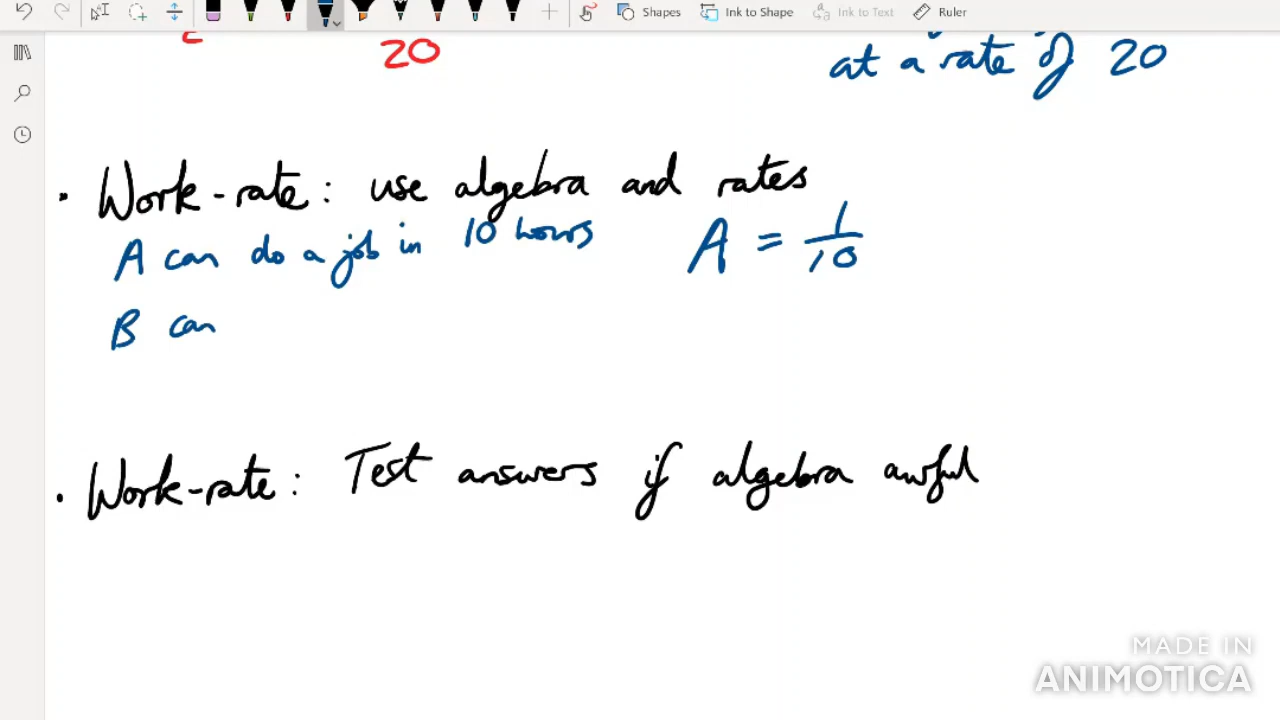 Shapes Ink to Shape Ink to Text Ruler
20
at a rate of 20
• Work-rate: use algebra and rates
A can do a job in 10 hours A = 1/10
B can
• Work-rate: Test answers if algebra awful
MADE IN
ANIMOTICA